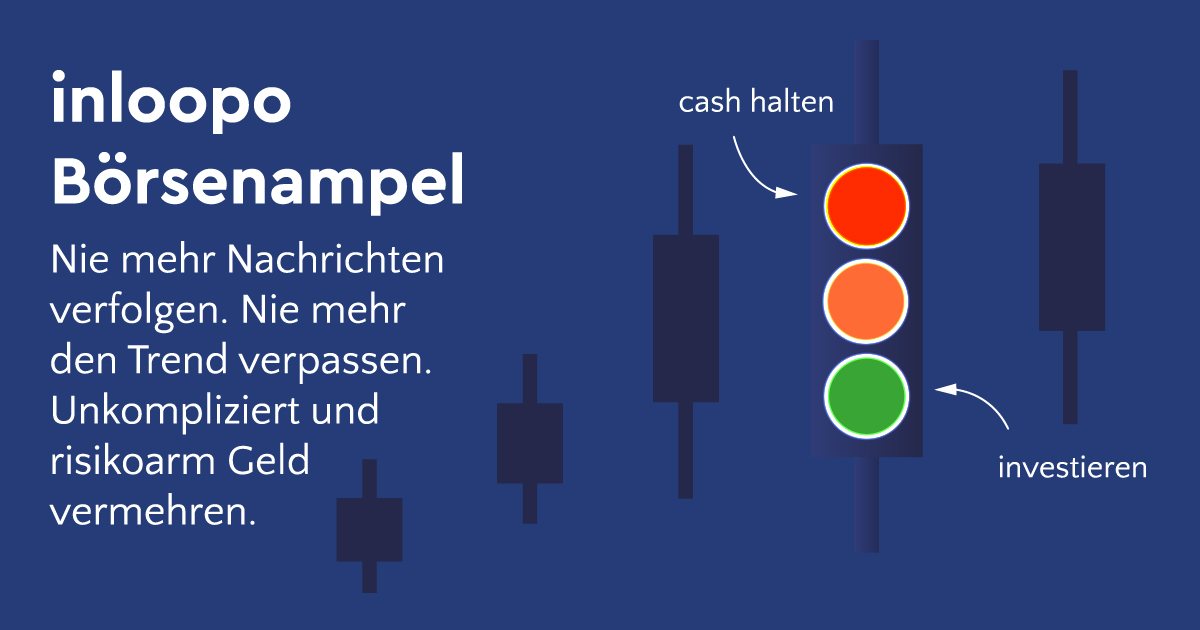 inloopo
Börsenampel
Nie mehr Nachrichten
verfolgen. Nie mehr
den Trend verpassen.
Unkompliziert und
risikoarm Geld
vermehren.
cash halten
investieren